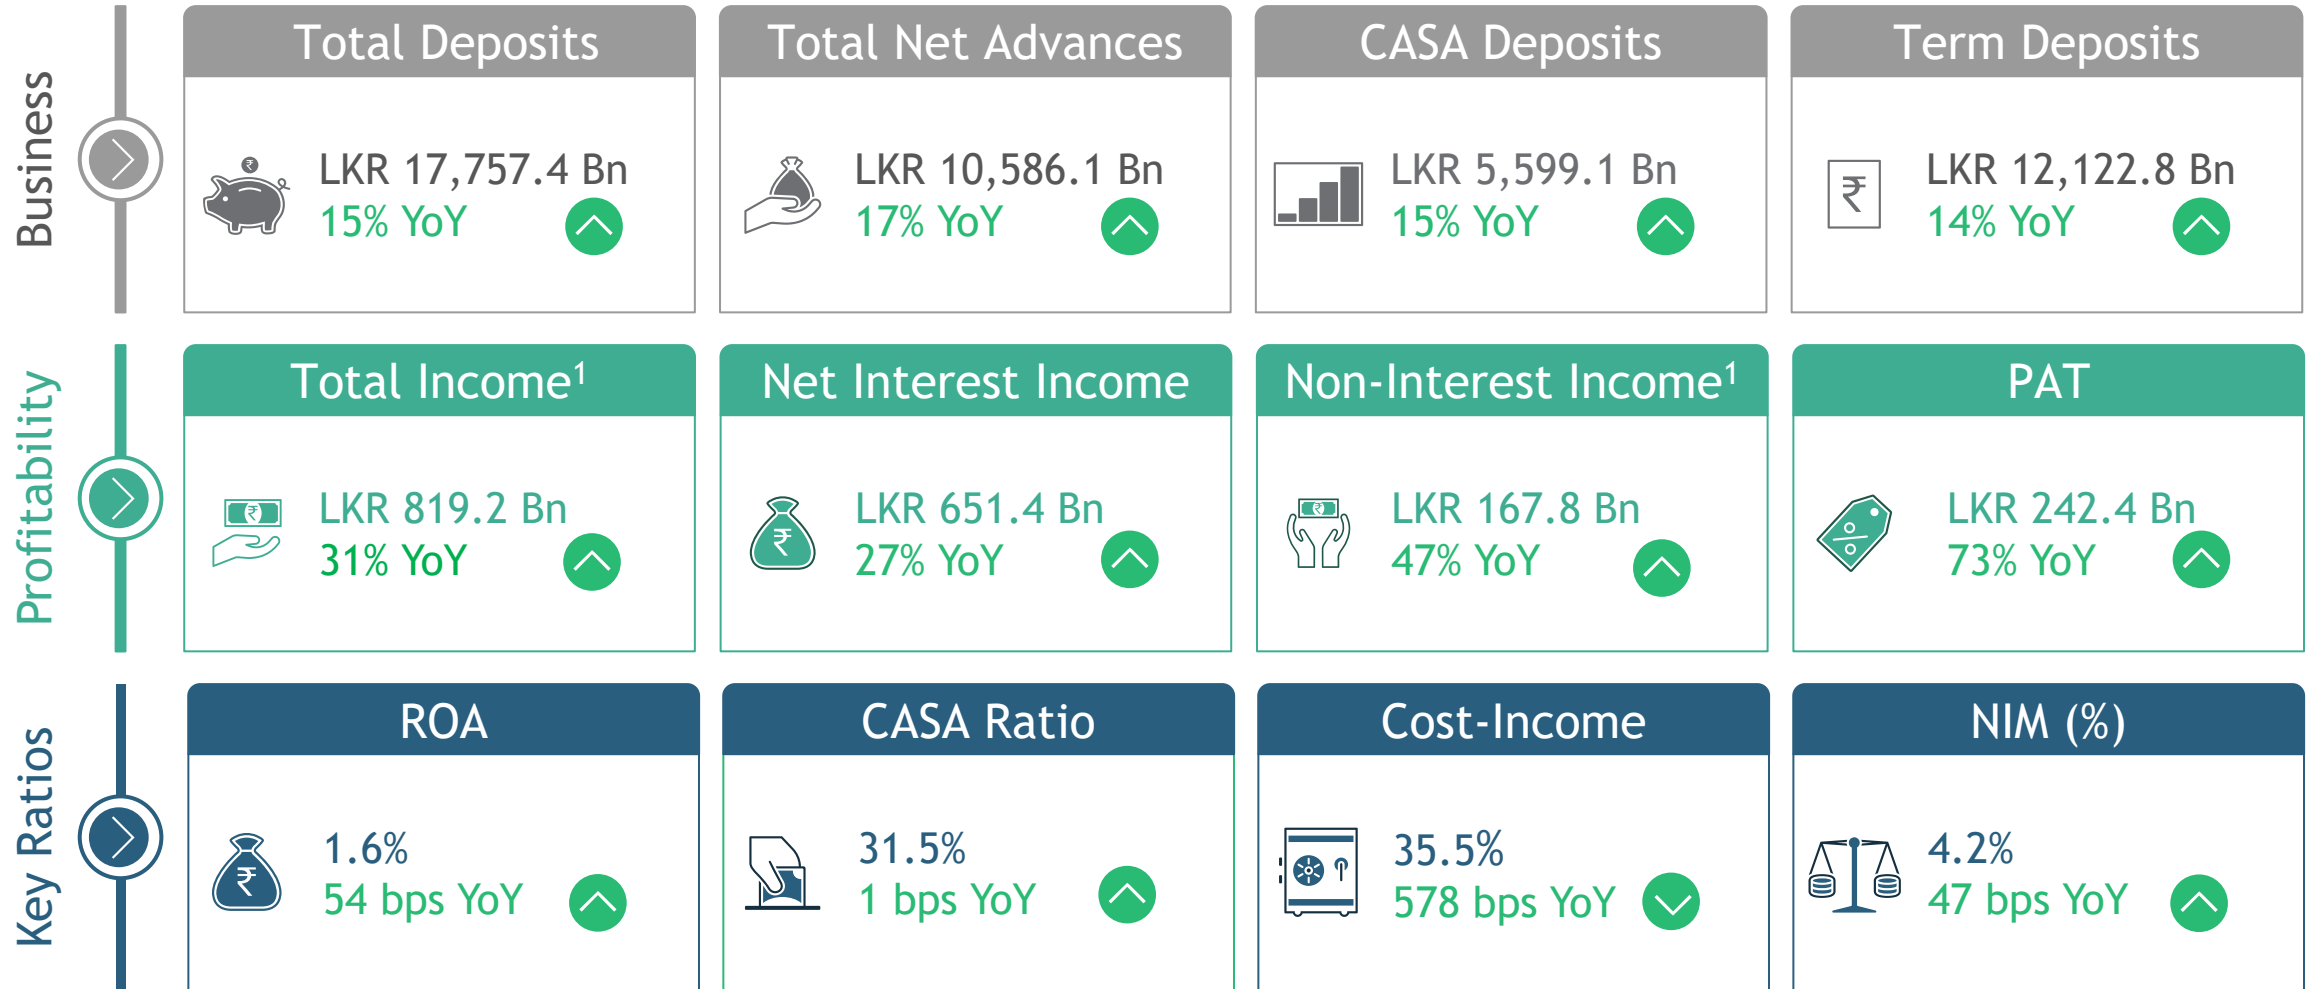 Business
Total Deposits
LKR 17,757.4 Bn
15% YoY
Total Net Advances
LKR 10,586.1 Bn
17% YoY
CASA Deposits
LKR 5,599.1 Bn
15% YoY
Term Deposits
₹
LKR 12,122.8 Bn
14% YoY
Profitability
Total Income¹
₹
LKR 819.2 Bn
31% YoY
Net Interest Income
₹
LKR 651.4 Bn
27% YoY
Non-Interest Income¹
₹
LKR 167.8 Bn
47% YoY
PAT
%
LKR 242.4 Bn
73% YoY
Key Ratios
ROA
₹
1.6%
54 bps YoY
CASA Ratio
31.5%
1 bps YoY
Cost-Income
35.5%
578 bps YoY
NIM (%)
4.2%
47 bps YoY